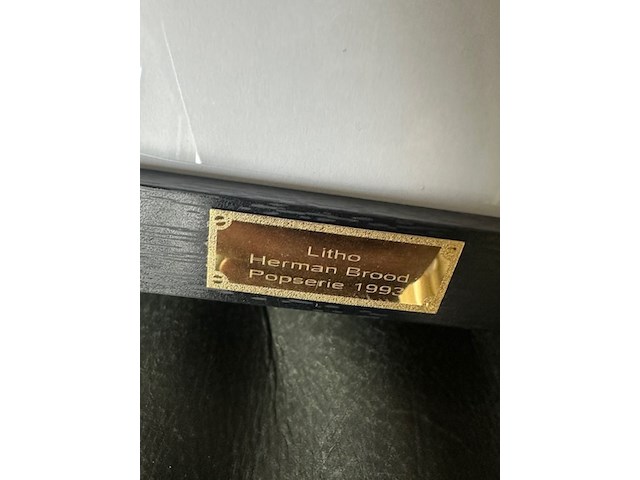 Litho
Herman Brood
Popserie 1993